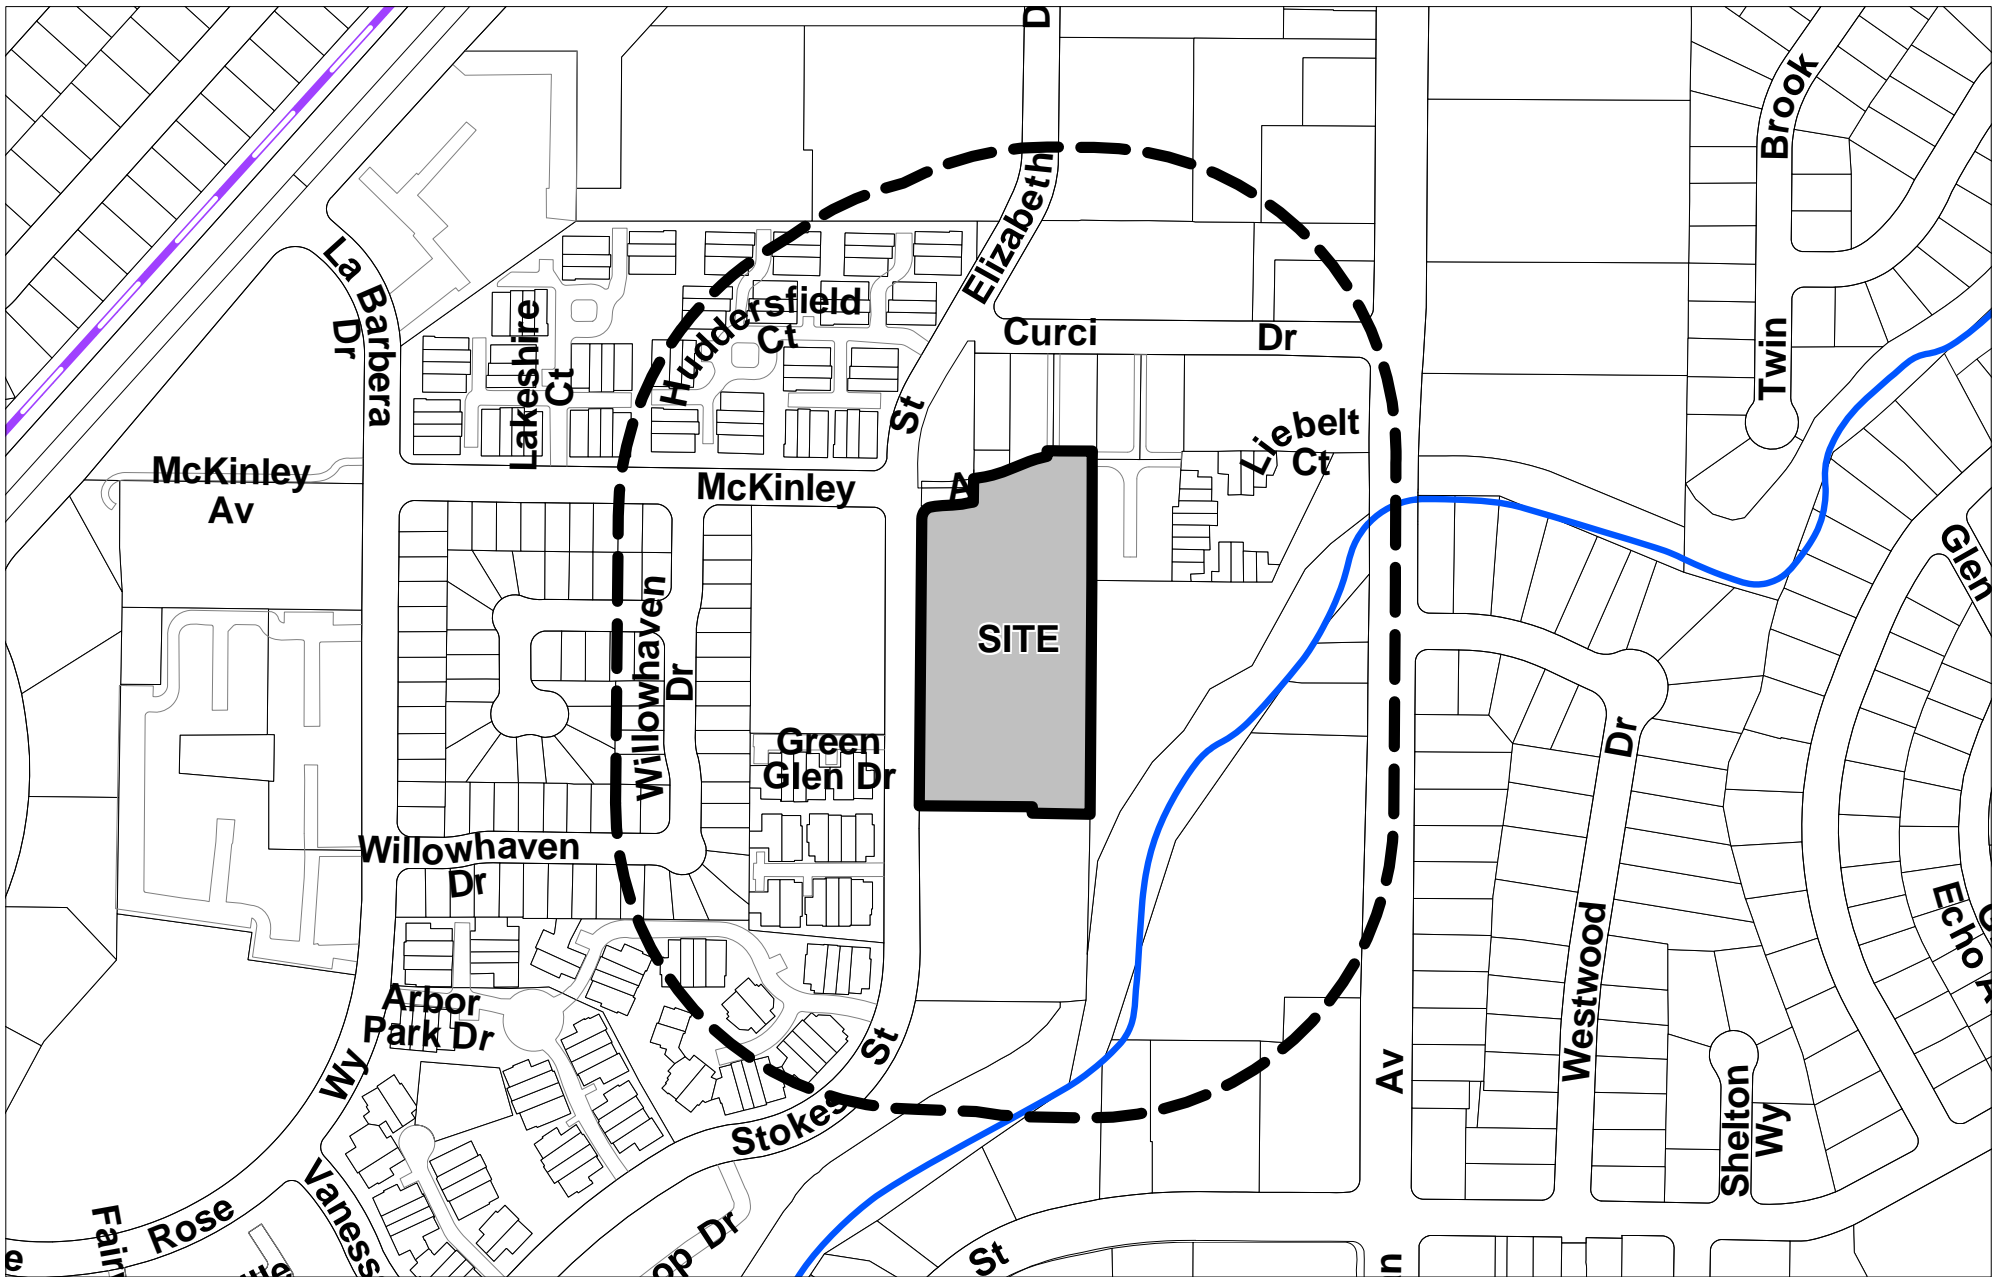 D
Brook
Elizabeth
La Barbera
Dr
Huddersfield
Ct
Lakeshire
Ct
Curci
Dr
Twin
St
Liebelt
Ct
McKinley
Av
McKinley
A
Glen
SITE
Willowhaven
Dr
Green
Glen Dr
Dr
Willowhaven
Dr
Westwood
Echo A
Arbor
Park Dr
St
Wy
Av
Stokes
Shelton
Wy
Vaness
Rose
Fair
op Dr
St
e
n